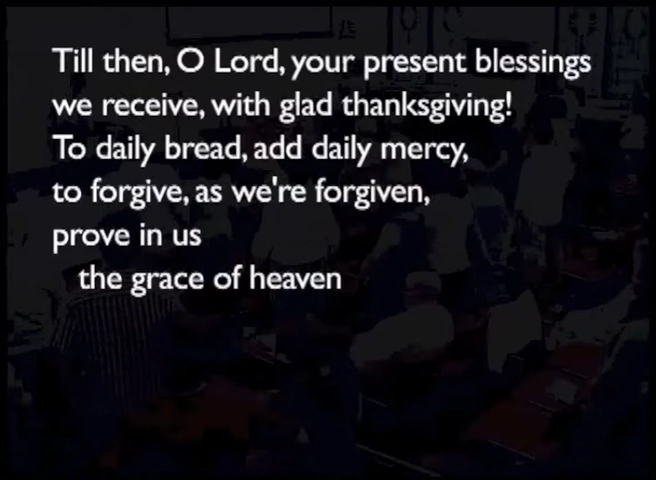 Till then, O Lord, your present blessings
we receive, with glad thanksgiving!
To daily bread, add daily mercy,
to forgive, as we're forgiven,
prove in us
the grace of heaven